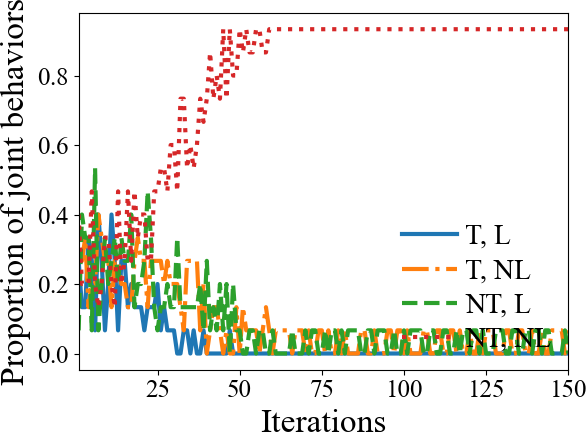 Proportion of joint behaviors
0.8
0.6
0.4
0.2
0.0
T, L
T, NL
NT, L
NT, NL
25
50
75
100
125
150
Iterations